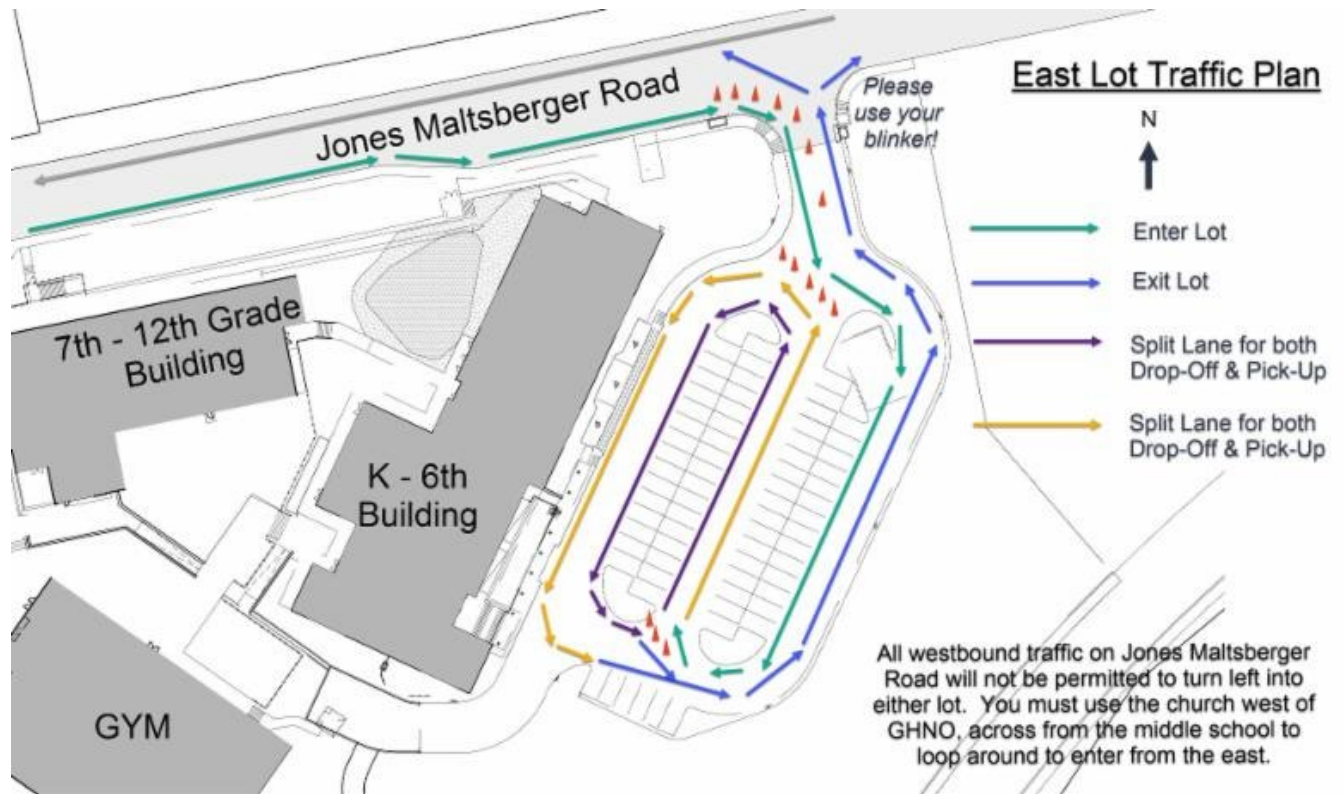 East Lot Traffic Plan
Jones Maltsberger Road
Please
use your
blinker!
N
Enter Lot
Exit Lot
Split Lane for both
Drop-Off & Pick-Up
Split Lane for both
Drop-Off & Pick-Up
7th - 12th Grade
Building
K - 6th
Building
GYM
All westbound traffic on Jones Maltsberger
Road will not be permitted to turn left into
either lot. You must use the church west of
GHNO, across from the middle school to
loop around to enter from the east.